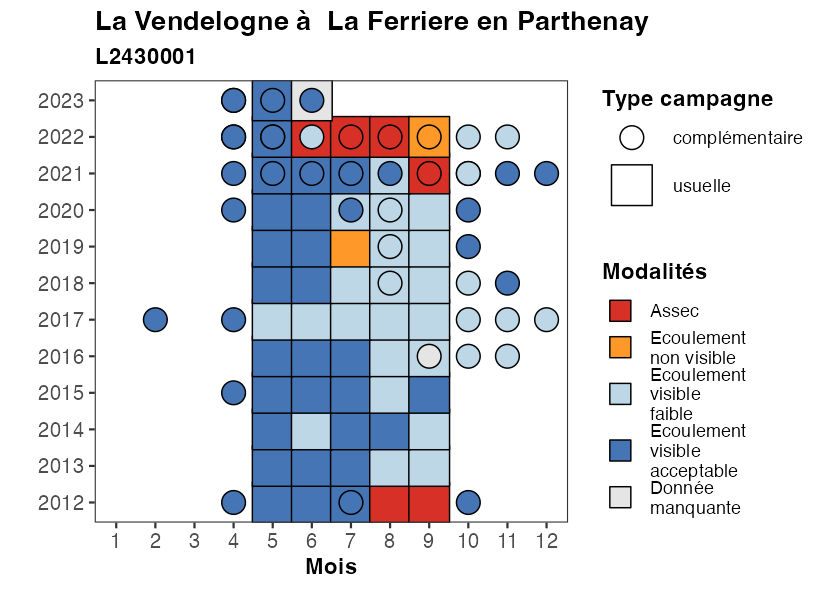 La Vendelogne à  La Ferriere en Parthenay
L2430001
2023
2022
2021
2020
2019
2018
2017
2016
2015
2014
2013
2012
1 2 3 4 5 6 7 8 9 10 11 12
Mois
Type campagne
complémentaire
usuelle
Modalités
Assec
Ecoulement
non visible
Ecoulement
visible
faible
Ecoulement
visible
acceptable
Donnée
manquante